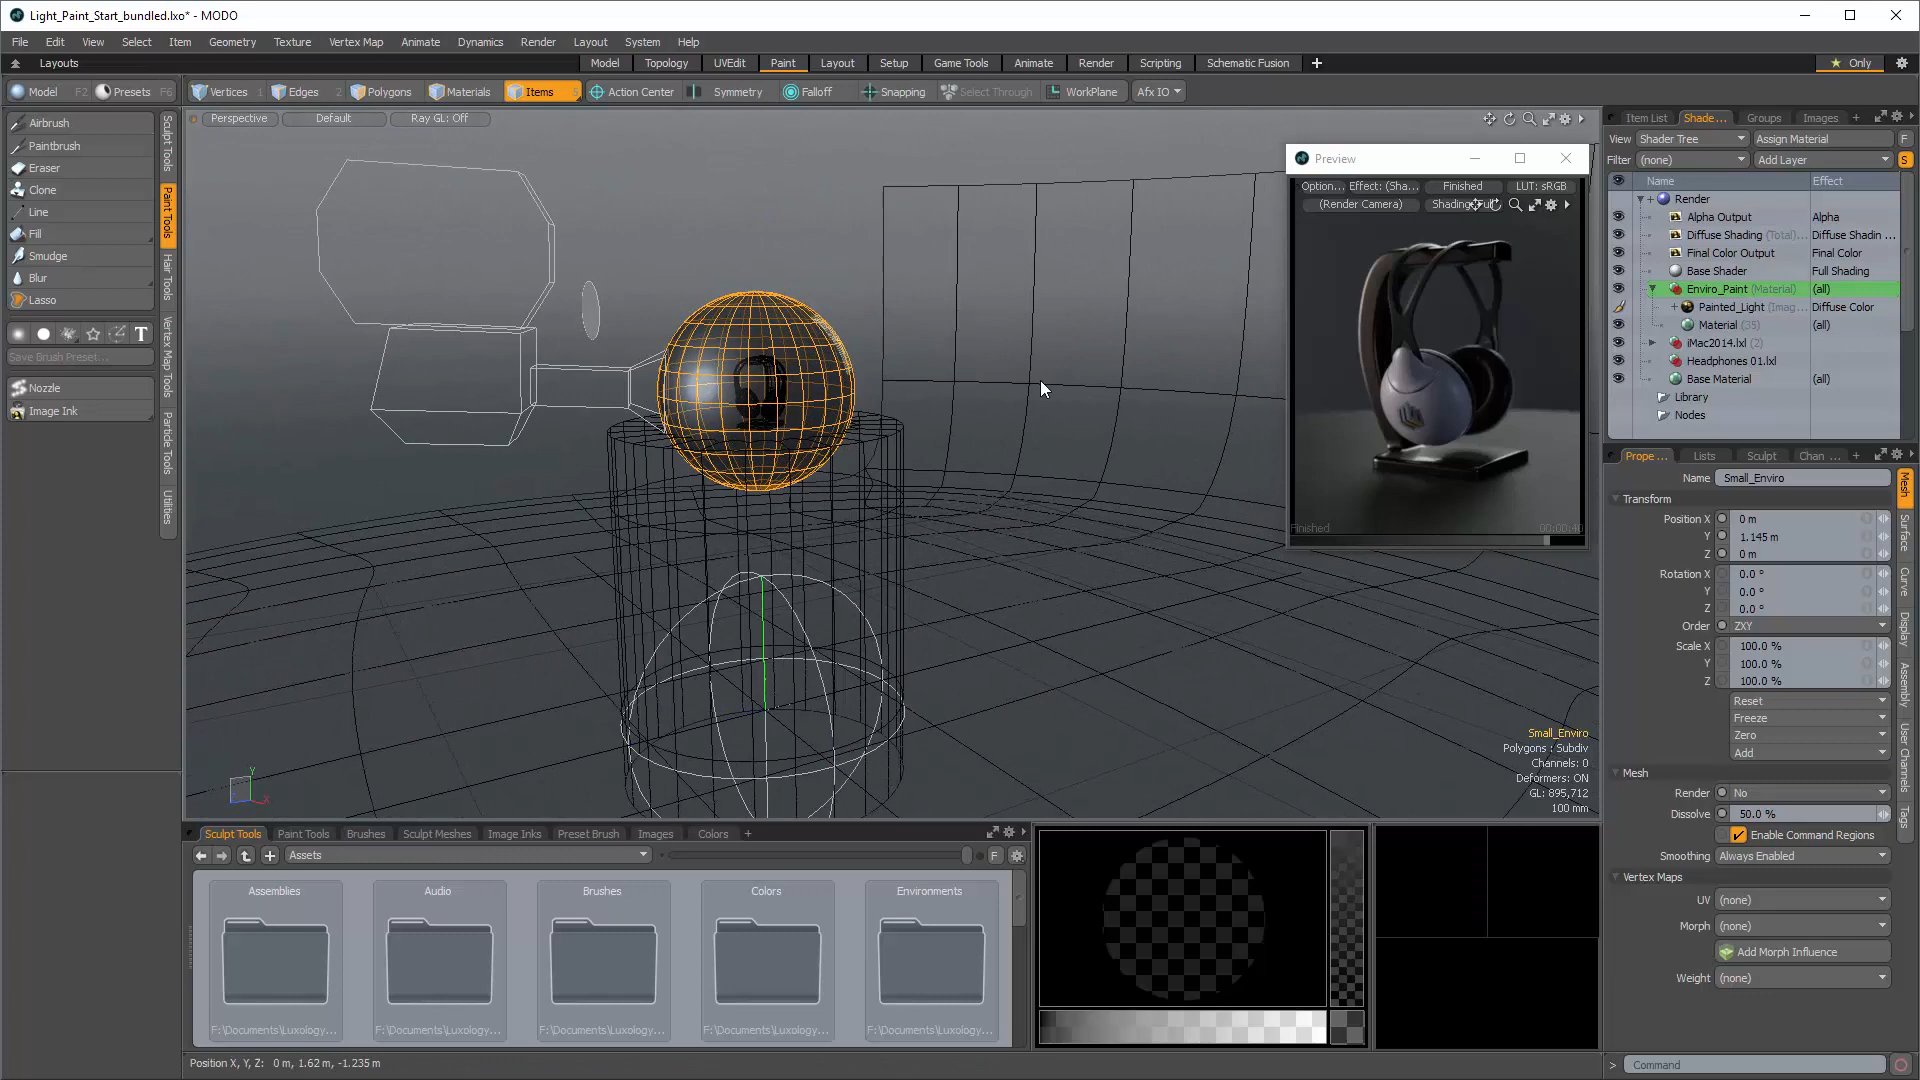 Light_Paint_Start_bundled.lxo* - MODO
File Edit View Select Item Geometry Texture Vertex Map Animate Dynamics Render Layout System Help
Layouts
Model Topology UVEdit Paint Layout Setup Game Tools Animate Render Scripting Schematic Fusion
Only
Model F2 Presets F6
Vertices 1 Edges 2 Polygons Materials Items 5 Action Center Symmetry Falloff Snapping Select Through WorkPlane Afx IO
Airbrush
Paintbrush
Eraser
Clone
Line
Fill
Smudge
Blur
Lasso
T
Save Brush Preset...
Nozzle
Image Ink
Sculpt Tools
Paint Tools
Hair Tools
Vertex Map Tools
Particle Tools
Utilities
Perspective Default Ray GL: Off
Preview
Option... Effect: (Sha... Finished LUT: sRGB
(Render Camera)
Finished 00:00:40
Small_Enviro
Polygons : Subdiv
Channels: 0
Deformers: ON
GL: 895,712
100 mm
Y
X
Item List Shade... Groups Images
View Shader Tree Assign Material F
Filter (none) Add Layer S
Name Effect
Render
Alpha Output Alpha
Diffuse Shading (Total)... Diffuse Shadin ...
Final Color Output Final Color
Base Shader Full Shading
Enviro_Paint (Material) (all)
Painted_Light (Imag... Diffuse Color
Material (35) (all)
iMac2014.lxl (2)
Headphones 01.lxl
Base Material (all)
Library
Nodes
Prope ... Lists Sculpt Chan ...
Name Small_Enviro
Transform
Position X 0 m
Y 1.145 m
Z 0 m
Rotation X 0.0 °
Y 0.0 °
Z 0.0 °
Order ZXY
Scale X 100.0 %
Y 100.0 %
Z 100.0 %
Reset
Freeze
Zero
Add
Mesh
Render No
Dissolve 50.0 %
Enable Command Regions
Smoothing Always Enabled
Vertex Maps
UV (none)
Morph (none)
Add Morph Influence
Weight (none)
Mesh
Surface
Curve
Display
Assembly
User Channels
Tags
Sculpt Tools Paint Tools Brushes Sculpt Meshes Image Inks Preset Brush Images Colors
Assets F
Assemblies Audio Brushes Colors Environments
F:\Documents\Luxology... F:\Documents\Luxology... F:\Documents\Luxology... F:\Documents\Luxology... F:\Documents\Luxology...
Position X, Y, Z: 0 m, 1.62 m, -1.235 m
Command